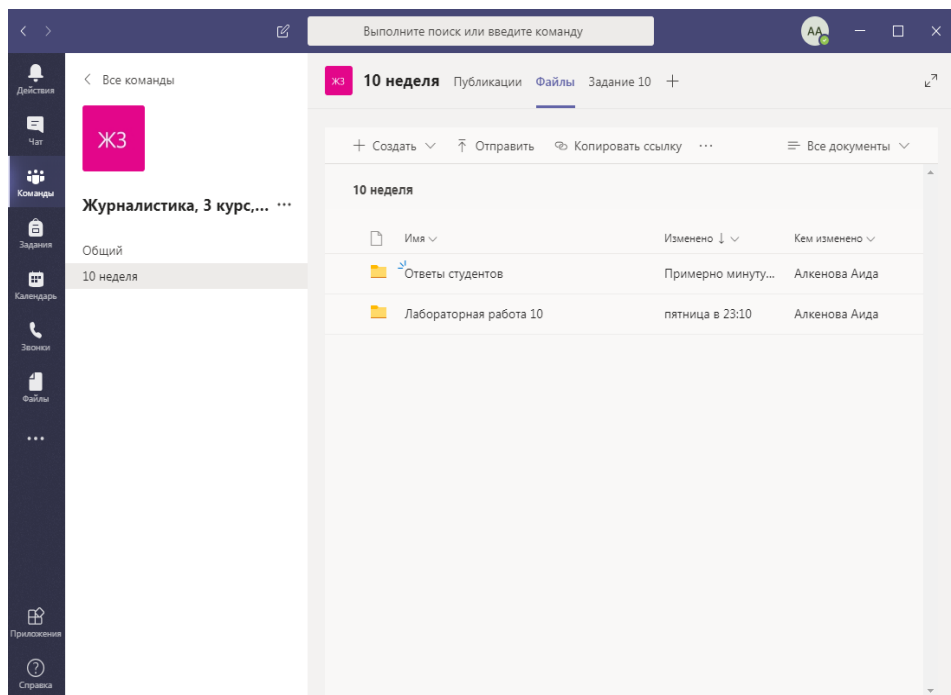 Выполните поиск или введите команду
АА
Действия
Чат
Команды
Задания
Календарь
Звонки
Файлы
Приложения
Справка
Все команды
ЖЗ
Журналистика, 3 курс,... ···
Общий
10 неделя
ЖЗ 10 неделя Публикации Файлы Задание 10
Создать Отправить Копировать ссылку ··· Все документы
10 неделя
Имя Изменено ↓ Кем изменено
Ответы студентов Примерно минуту... Алкенова Аида
Лабораторная работа 10 пятница в 23:10 Алкенова Аида